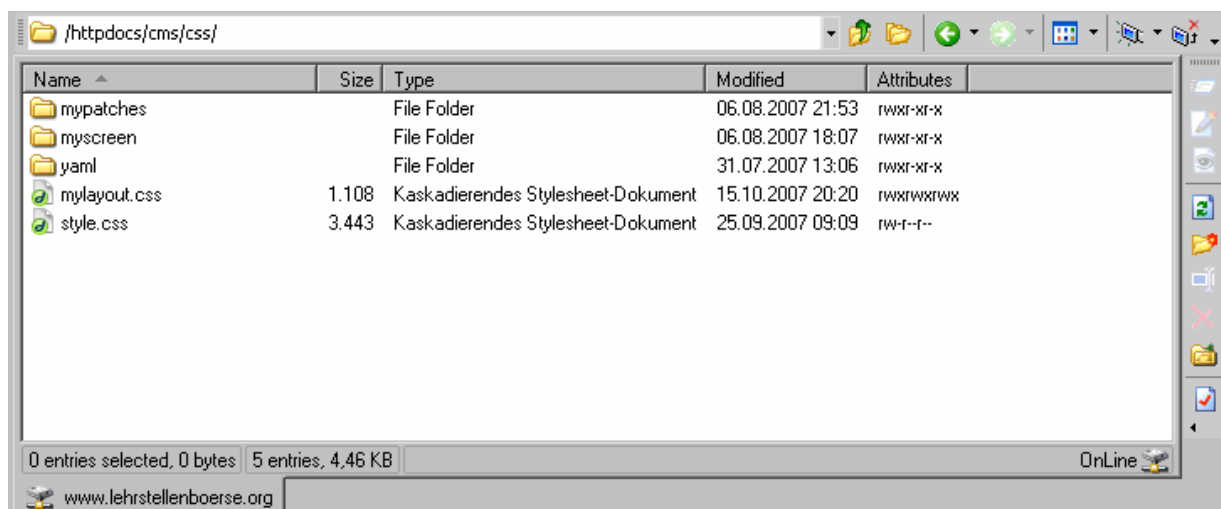 /httpdocs/cms/css/
Name Size Type Modified Attributes
mypatches File Folder 06.08.2007 21:53 rwxr-xr-x
myscreen File Folder 06.08.2007 18:07 rwxr-xr-x
yaml File Folder 31.07.2007 13:06 rwxr-xr-x
mylayout.css 1.108 Kaskadierendes Stylesheet-Dokument 15.10.2007 20:20 rwxrwxrwx
style.css 3.443 Kaskadierendes Stylesheet-Dokument 25.09.2007 09:09 rw-r--r--
0 entries selected, 0 bytes 5 entries, 4,46 KB OnLine
www.lehrstellenboerse.org